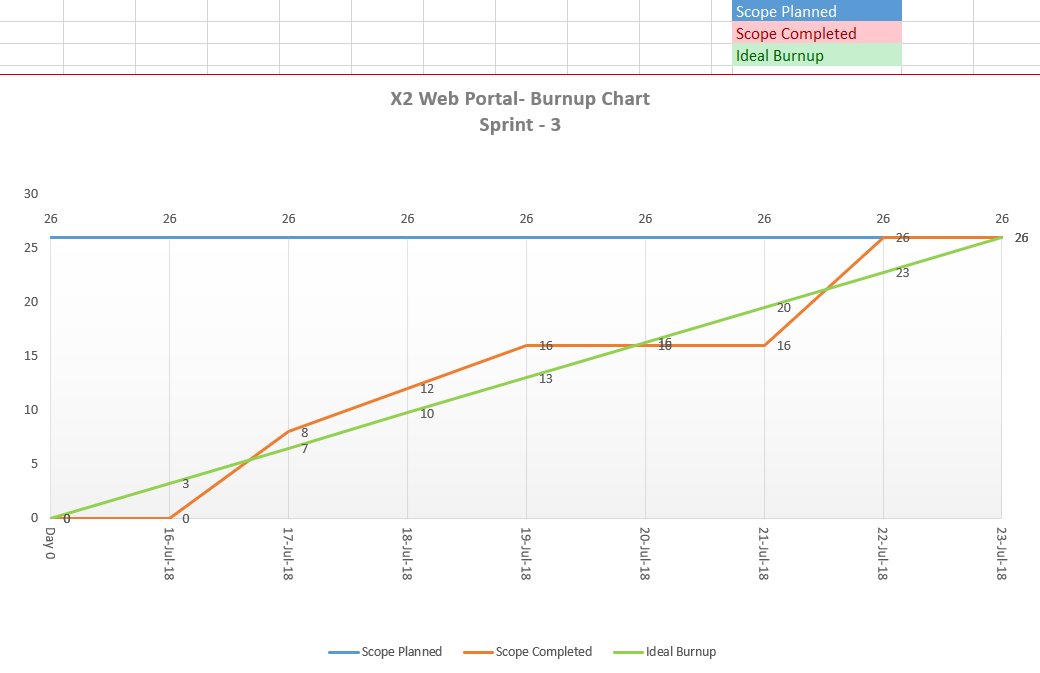 Scope Planned
Scope Completed
Ideal Burnup
X2 Web Portal- Burnup Chart
Sprint - 3
30
26 26 26 26 26 26 26 26 26
26 26
25
23
20
20
16 16 16 16
15
13
12
10
10
8
7
5
3
0
0 0
0
Day 0 16-Jul-18 17-Jul-18 18-Jul-18 19-Jul-18 20-Jul-18 21-Jul-18 22-Jul-18 23-Jul-18
Scope Planned Scope Completed Ideal Burnup